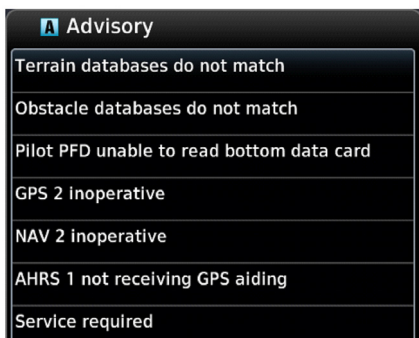 A Advisory
Terrain databases do not match
Obstacle databases do not match
Pilot PFD unable to read bottom data card
GPS 2 inoperative
NAV 2 inoperative
AHRS 1 not receiving GPS aiding
Service required